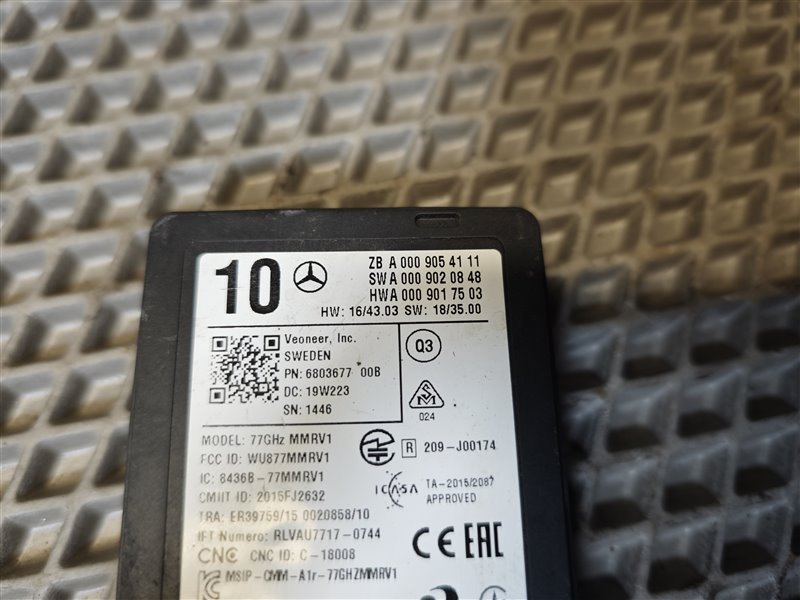 10
ZB A 000 905 41 11
SW A 000 902 08 48
HW A 000 901 75 03
HW: 16/43.03 SW: 18/35.00
Veoneer, Inc.
SWEDEN
PN: 6803677 00B
DC: 19W223
SN: 1446
Q3
024
MODEL: 77GHz MMRV1
FCC ID: WU877MMRV1
R 209-J00174
IC: 8436B-77MMRV1
ICASA TA-2015/2087
APPROVED
CMIIT ID: 2015FJ2632
TRA: ER39759/15 0020858/10
IFT Numero: RLVAU7717-0744
CNC CNC ID: C-18008
CE EAC
MSIP-CMM-A1r-77GHZMMRV1